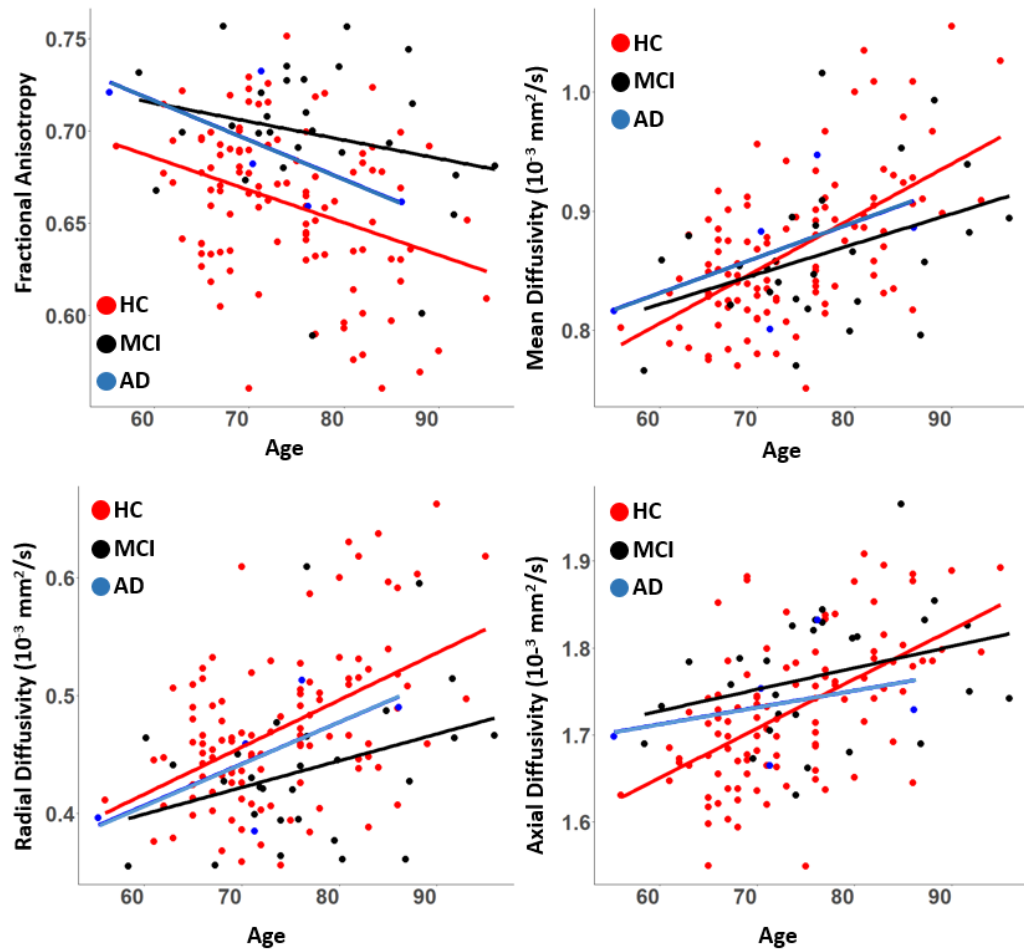 Fractional Anisotropy
0.75
0.70
0.65
0.60
HC
MCI
AD
60 70 80 90
Age
Mean Diffusivity (10⁻³ mm²/s)
1.0
0.9
0.8
HC
MCI
AD
60 70 80 90
Age
Radial Diffusivity (10⁻³ mm²/s)
0.6
0.5
0.4
HC
MCI
AD
60 70 80 90
Age
Axial Diffusivity (10⁻³ mm²/s)
1.9
1.8
1.7
1.6
HC
MCI
AD
60 70 80 90
Age